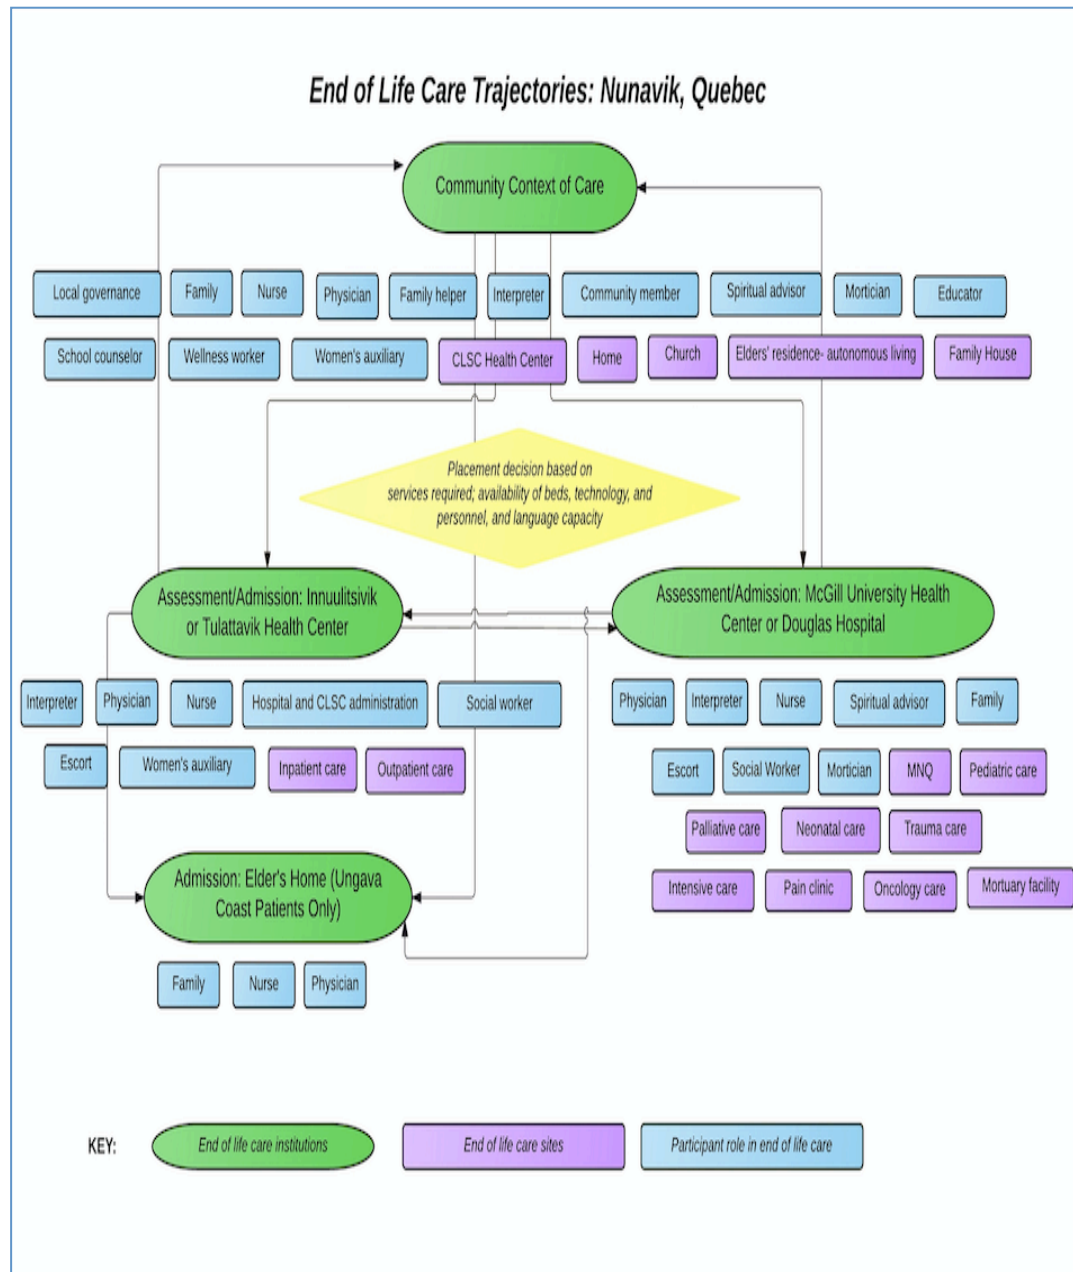 End of Life Care Trajectories: Nunavik, Quebec
Community Context of Care
Local governance
Family
Nurse
Physician
Family helper
Interpreter
Community member
Spiritual advisor
Mortician
Educator
School counselor
Wellness worker
Women's auxiliary
CLSC Health Center
Home
Church
Elders' residence- autonomous living
Family House
Placement decision based on
services required; availability of beds, technology, and
personnel, and language capacity
Assessment/Admission: Innuulitsivik
or Tulattavik Health Center
Assessment/Admission: McGill University Health
Center or Douglas Hospital
Interpreter
Physician
Nurse
Hospital and CLSC administration
Social worker
Escort
Women's auxiliary
Inpatient care
Outpatient care
Physician
Interpreter
Nurse
Spiritual advisor
Family
Escort
Social Worker
Mortician
MNQ
Pediatric care
Palliative care
Neonatal care
Trauma care
Intensive care
Pain clinic
Oncology care
Mortuary facility
Admission: Elder's Home (Ungava
Coast Patients Only)
Family
Nurse
Physician
KEY:
End of life care institutions
End of life care sites
Participant role in end of life care